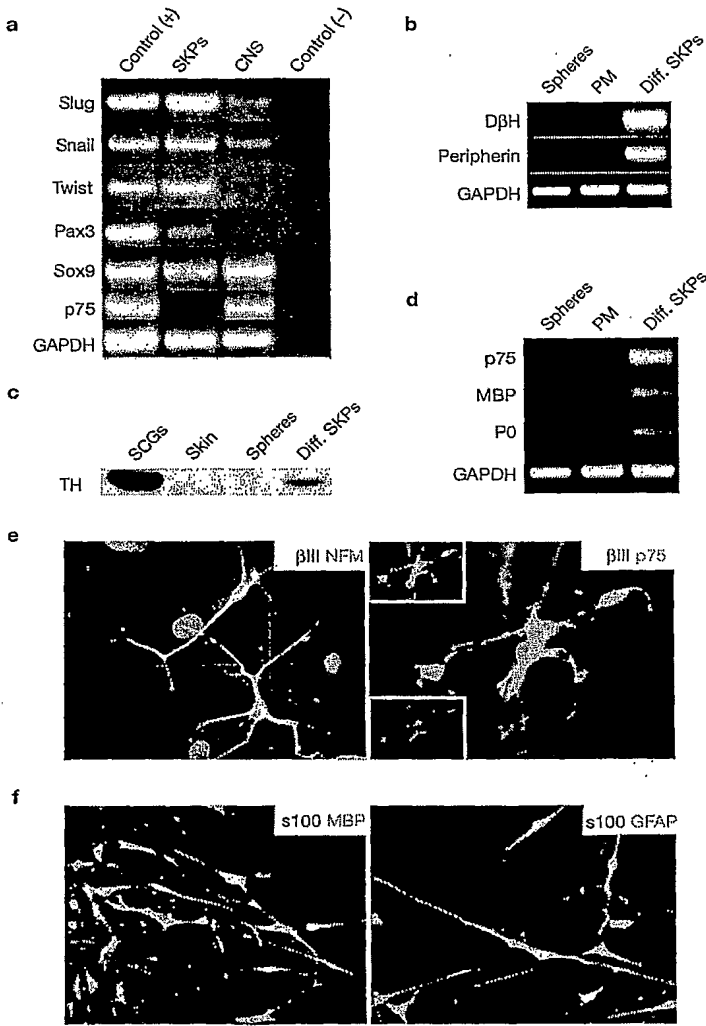 a
Control (+) SKPs CNS Control (–)
Slug
Snail
Twist
Pax3
Sox9
p75
GAPDH
b
Spheres PM Diff. SKPs
DβH
Peripherin
GAPDH
c
SCGs Skin Spheres Diff. SKPs
TH
d
Spheres PM Diff. SKPs
p75
MBP
P0
GAPDH
e
βIII NFM
βIII p75
f
s100 MBP
s100 GFAP